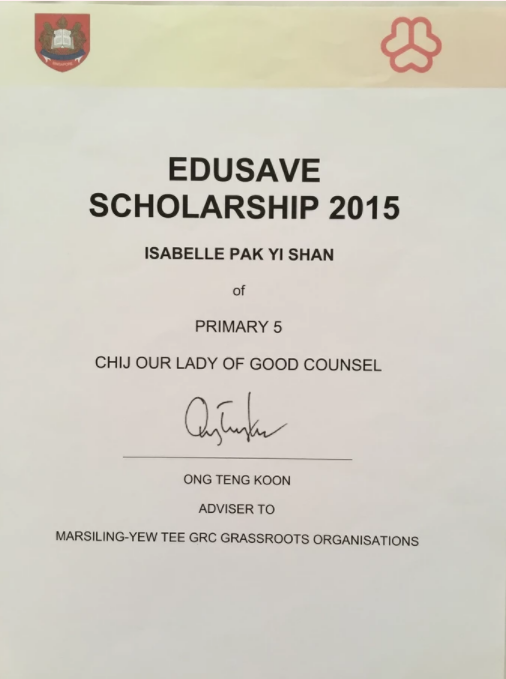 EDUSAVE
SCHOLARSHIP 2015
ISABELLE PAK YI SHAN
of
PRIMARY 5
CHIJ OUR LADY OF GOOD COUNSEL
ONG TENG KOON
ADVISER TO
MARSILING-YEW TEE GRC GRASSROOTS ORGANISATIONS